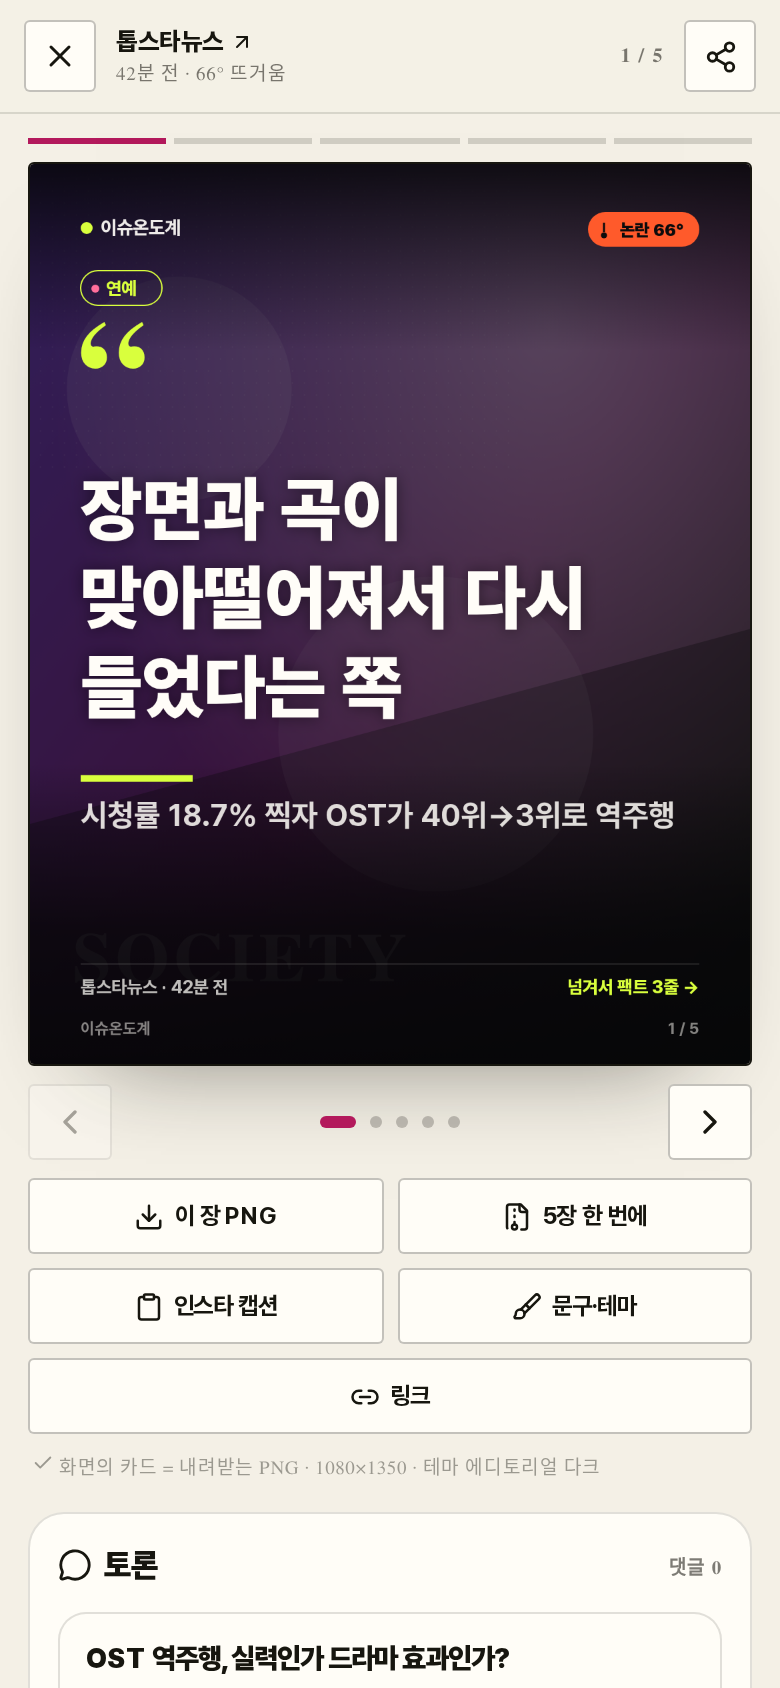 톱스타뉴스
42분 전 · 66° 뜨거움
1 / 5
이슈온도계
논란 66°
연예
“
장면과 곡이
맞아떨어져서 다시
들었다는 쪽
시청률 18.7% 찍자 OST가 40위→3위로 역주행
SOCIETY
톱스타뉴스 · 42분 전
넘겨서 팩트 3줄 →
이슈온도계
1 / 5
이 장 PNG
5장 한 번에
인스타 캡션
문구·테마
링크
화면의 카드 = 내려받는 PNG · 1080×1350 · 테마 에디토리얼 다크
토론
댓글 0
OST 역주행, 실력인가 드라마 효과인가?